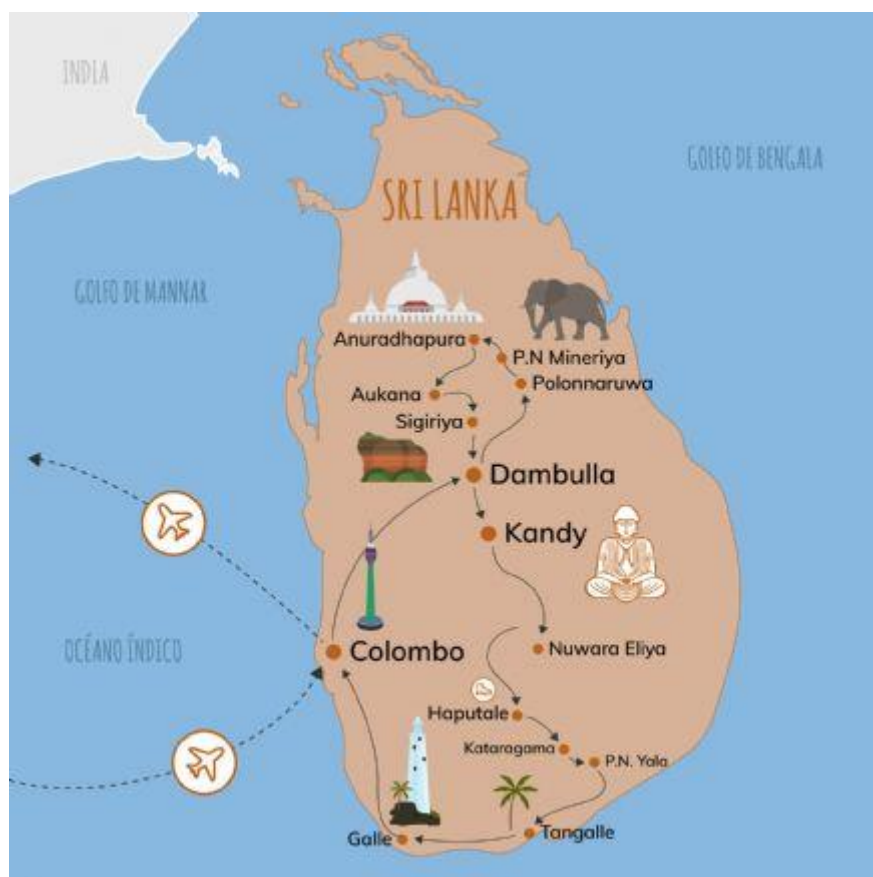 INDIA
GOLFO DE BENGALA
SRI LANKA
GOLFO DE MANNAR
Anuradhapura
P.N Mineriya
Polonnaruwa
Aukana
Sigiriya
Dambulla
Kandy
OCÉANO ÍNDICO
Colombo
Nuwara Eliya
Haputale
Kataragama
P.N. Yala
Tangalle
Galle